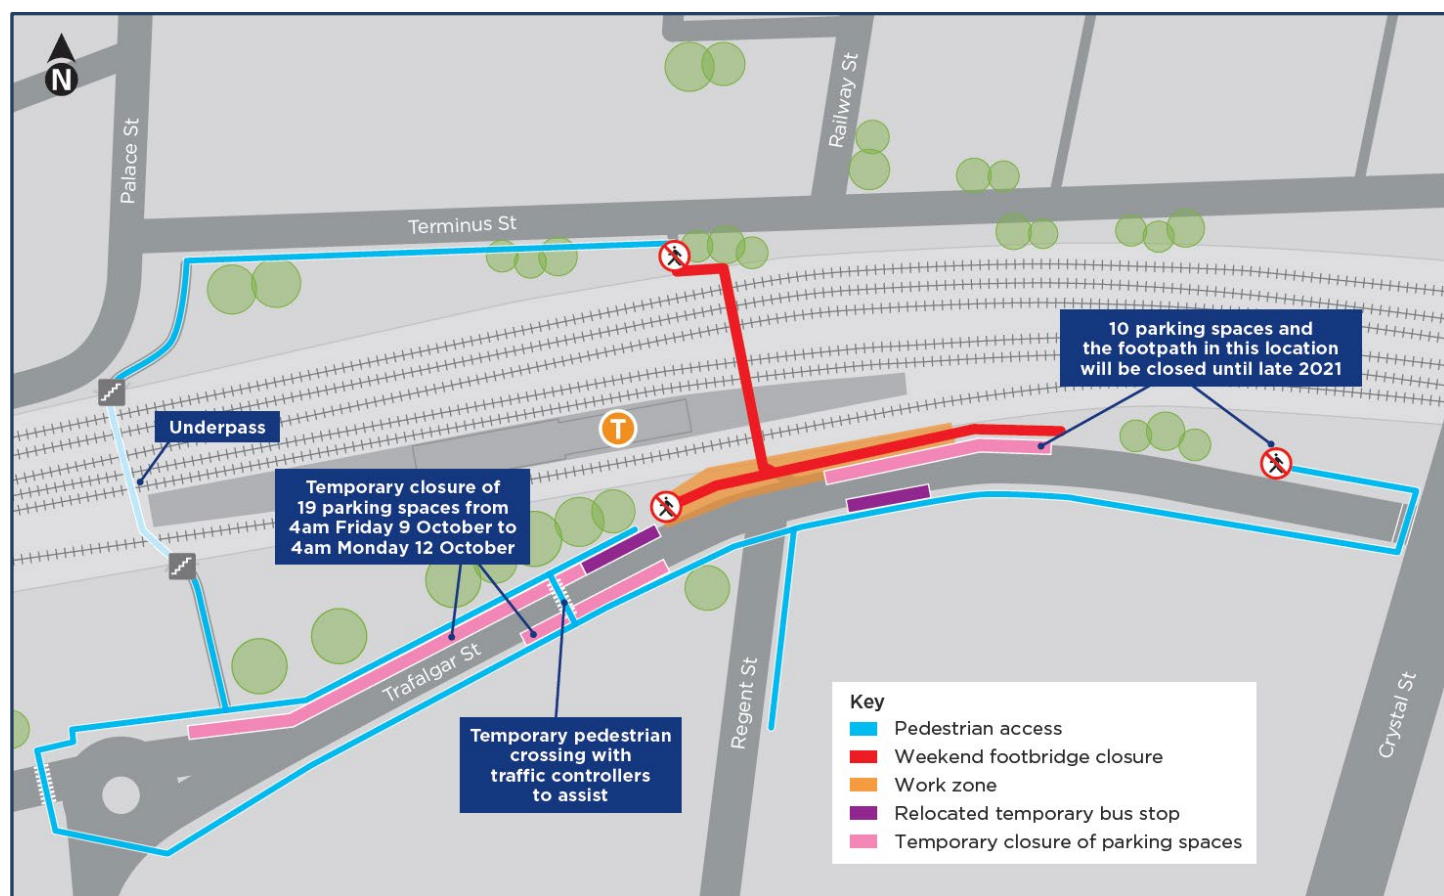 N
Palace St
Railway St
Terminus St
10 parking spaces and
the footpath in this location
will be closed until late 2021
Underpass
T
Temporary closure of
19 parking spaces from
4am Friday 9 October to
4am Monday 12 October
Trafalgar St
Regent St
Crystal St
Temporary pedestrian
crossing with
traffic controllers
to assist
Key
Pedestrian access
Weekend footbridge closure
Work zone
Relocated temporary bus stop
Temporary closure of parking spaces